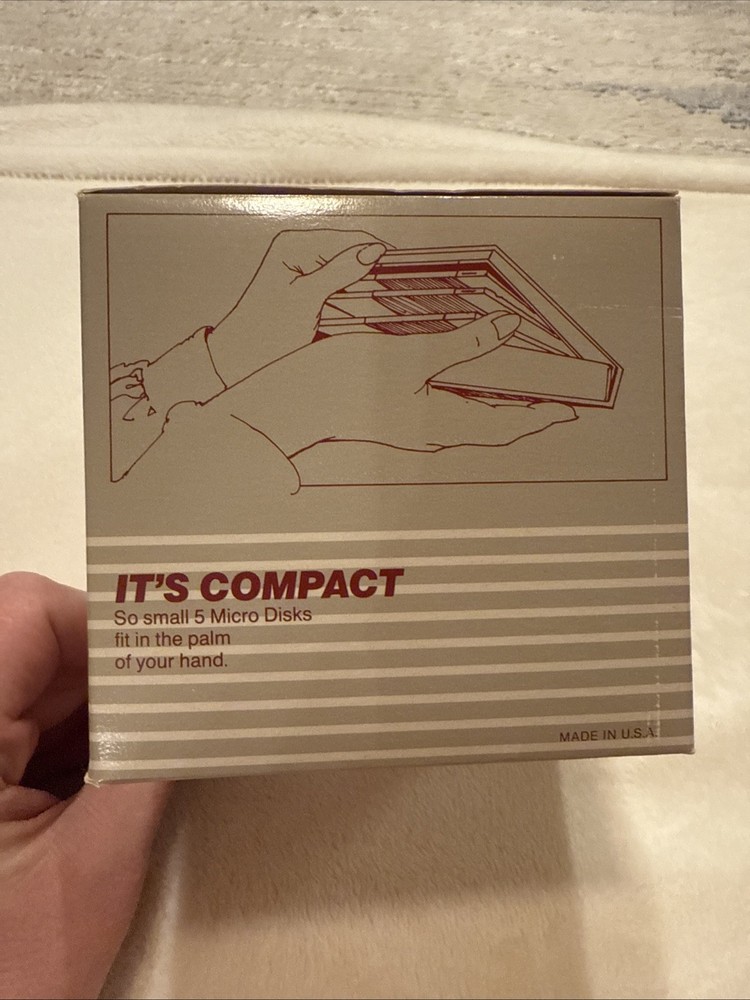 IT'S COMPACT
So small 5 Micro Disks
fit in the palm
of your hand.
MADE IN U.S.A.